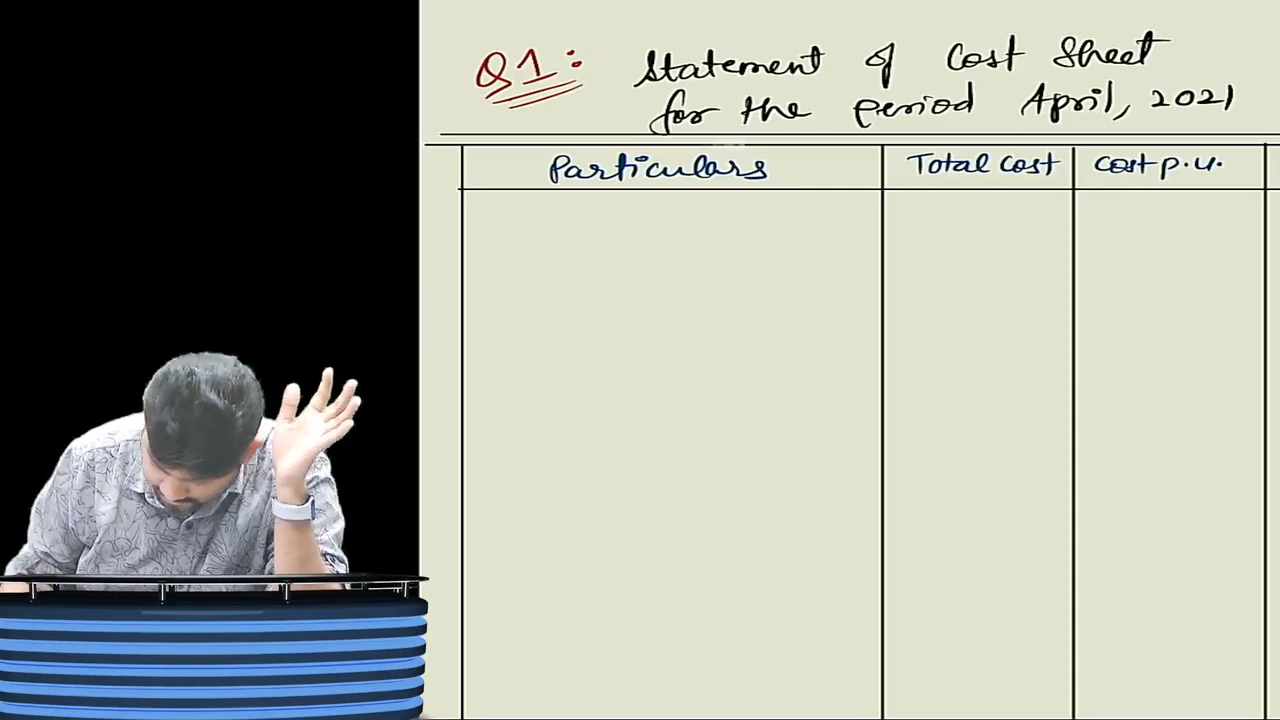 Q1: Statement of Cost Sheet
for the period April, 2021
Particulars Total Cost Cost p.u.